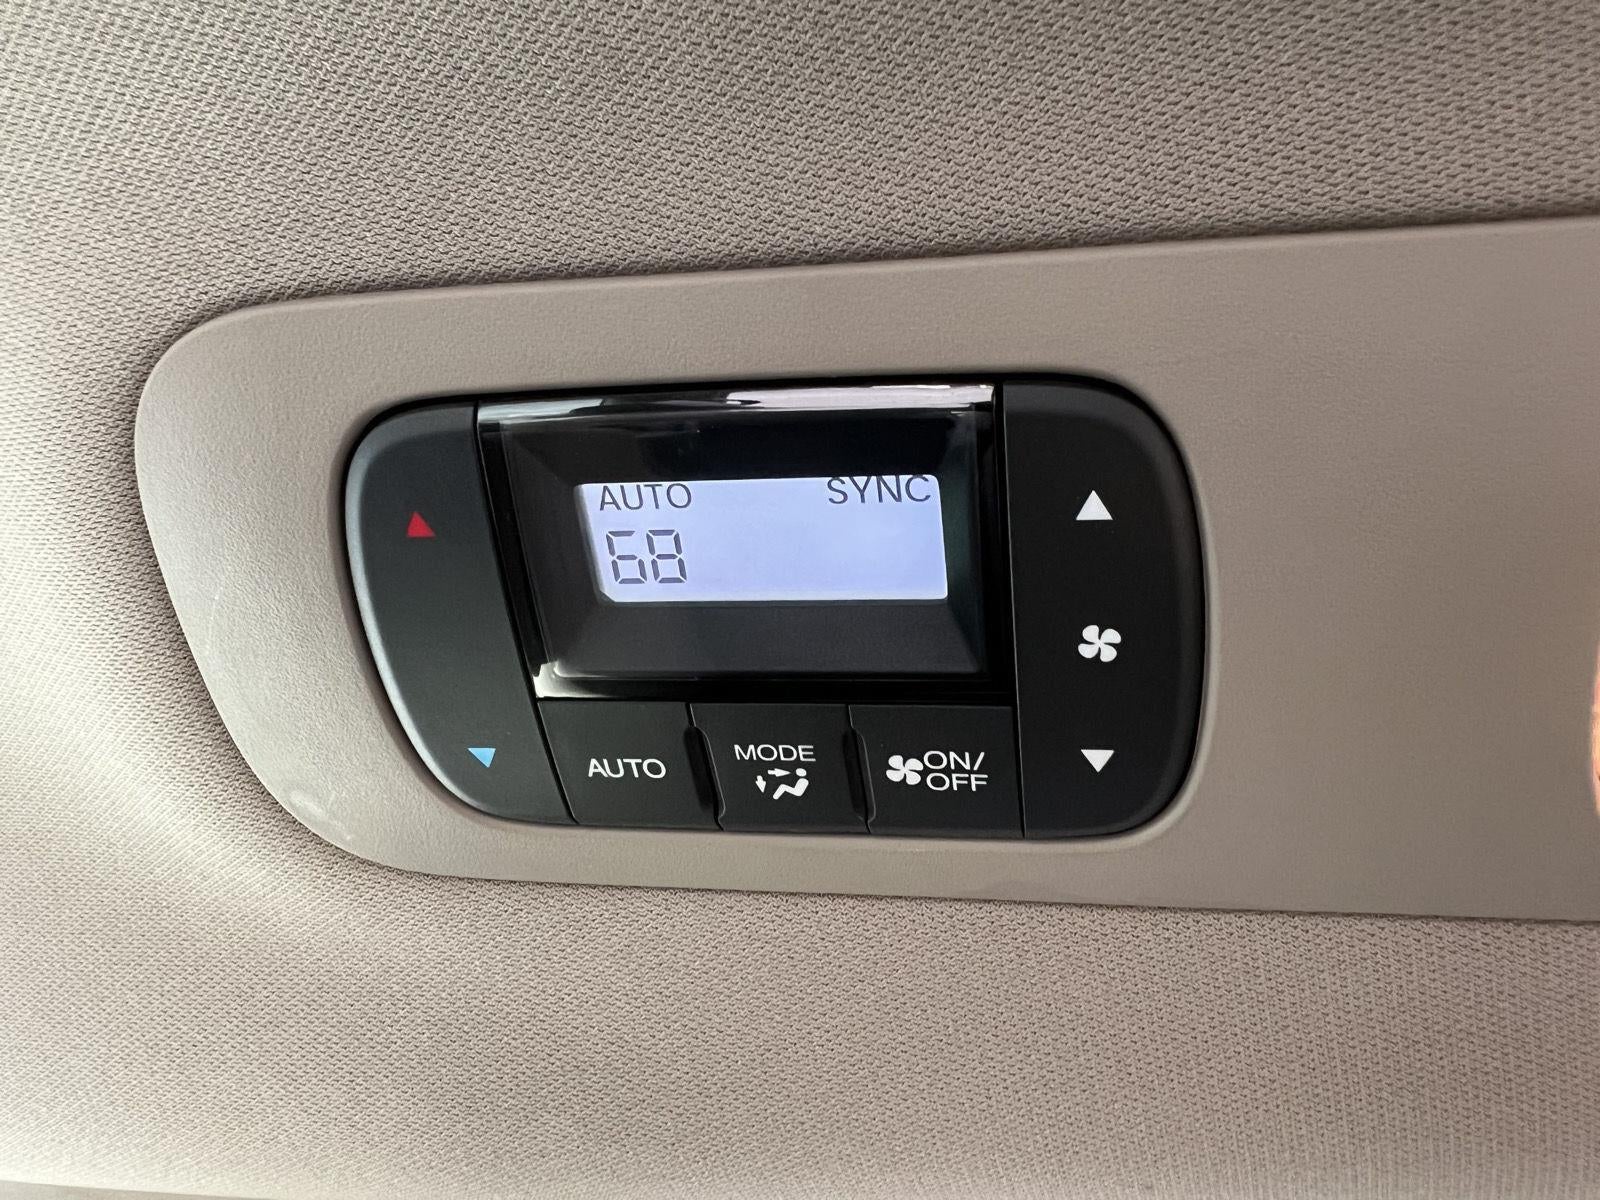 AUTO SYNC
68
AUTO
MODE
ON/
OFF